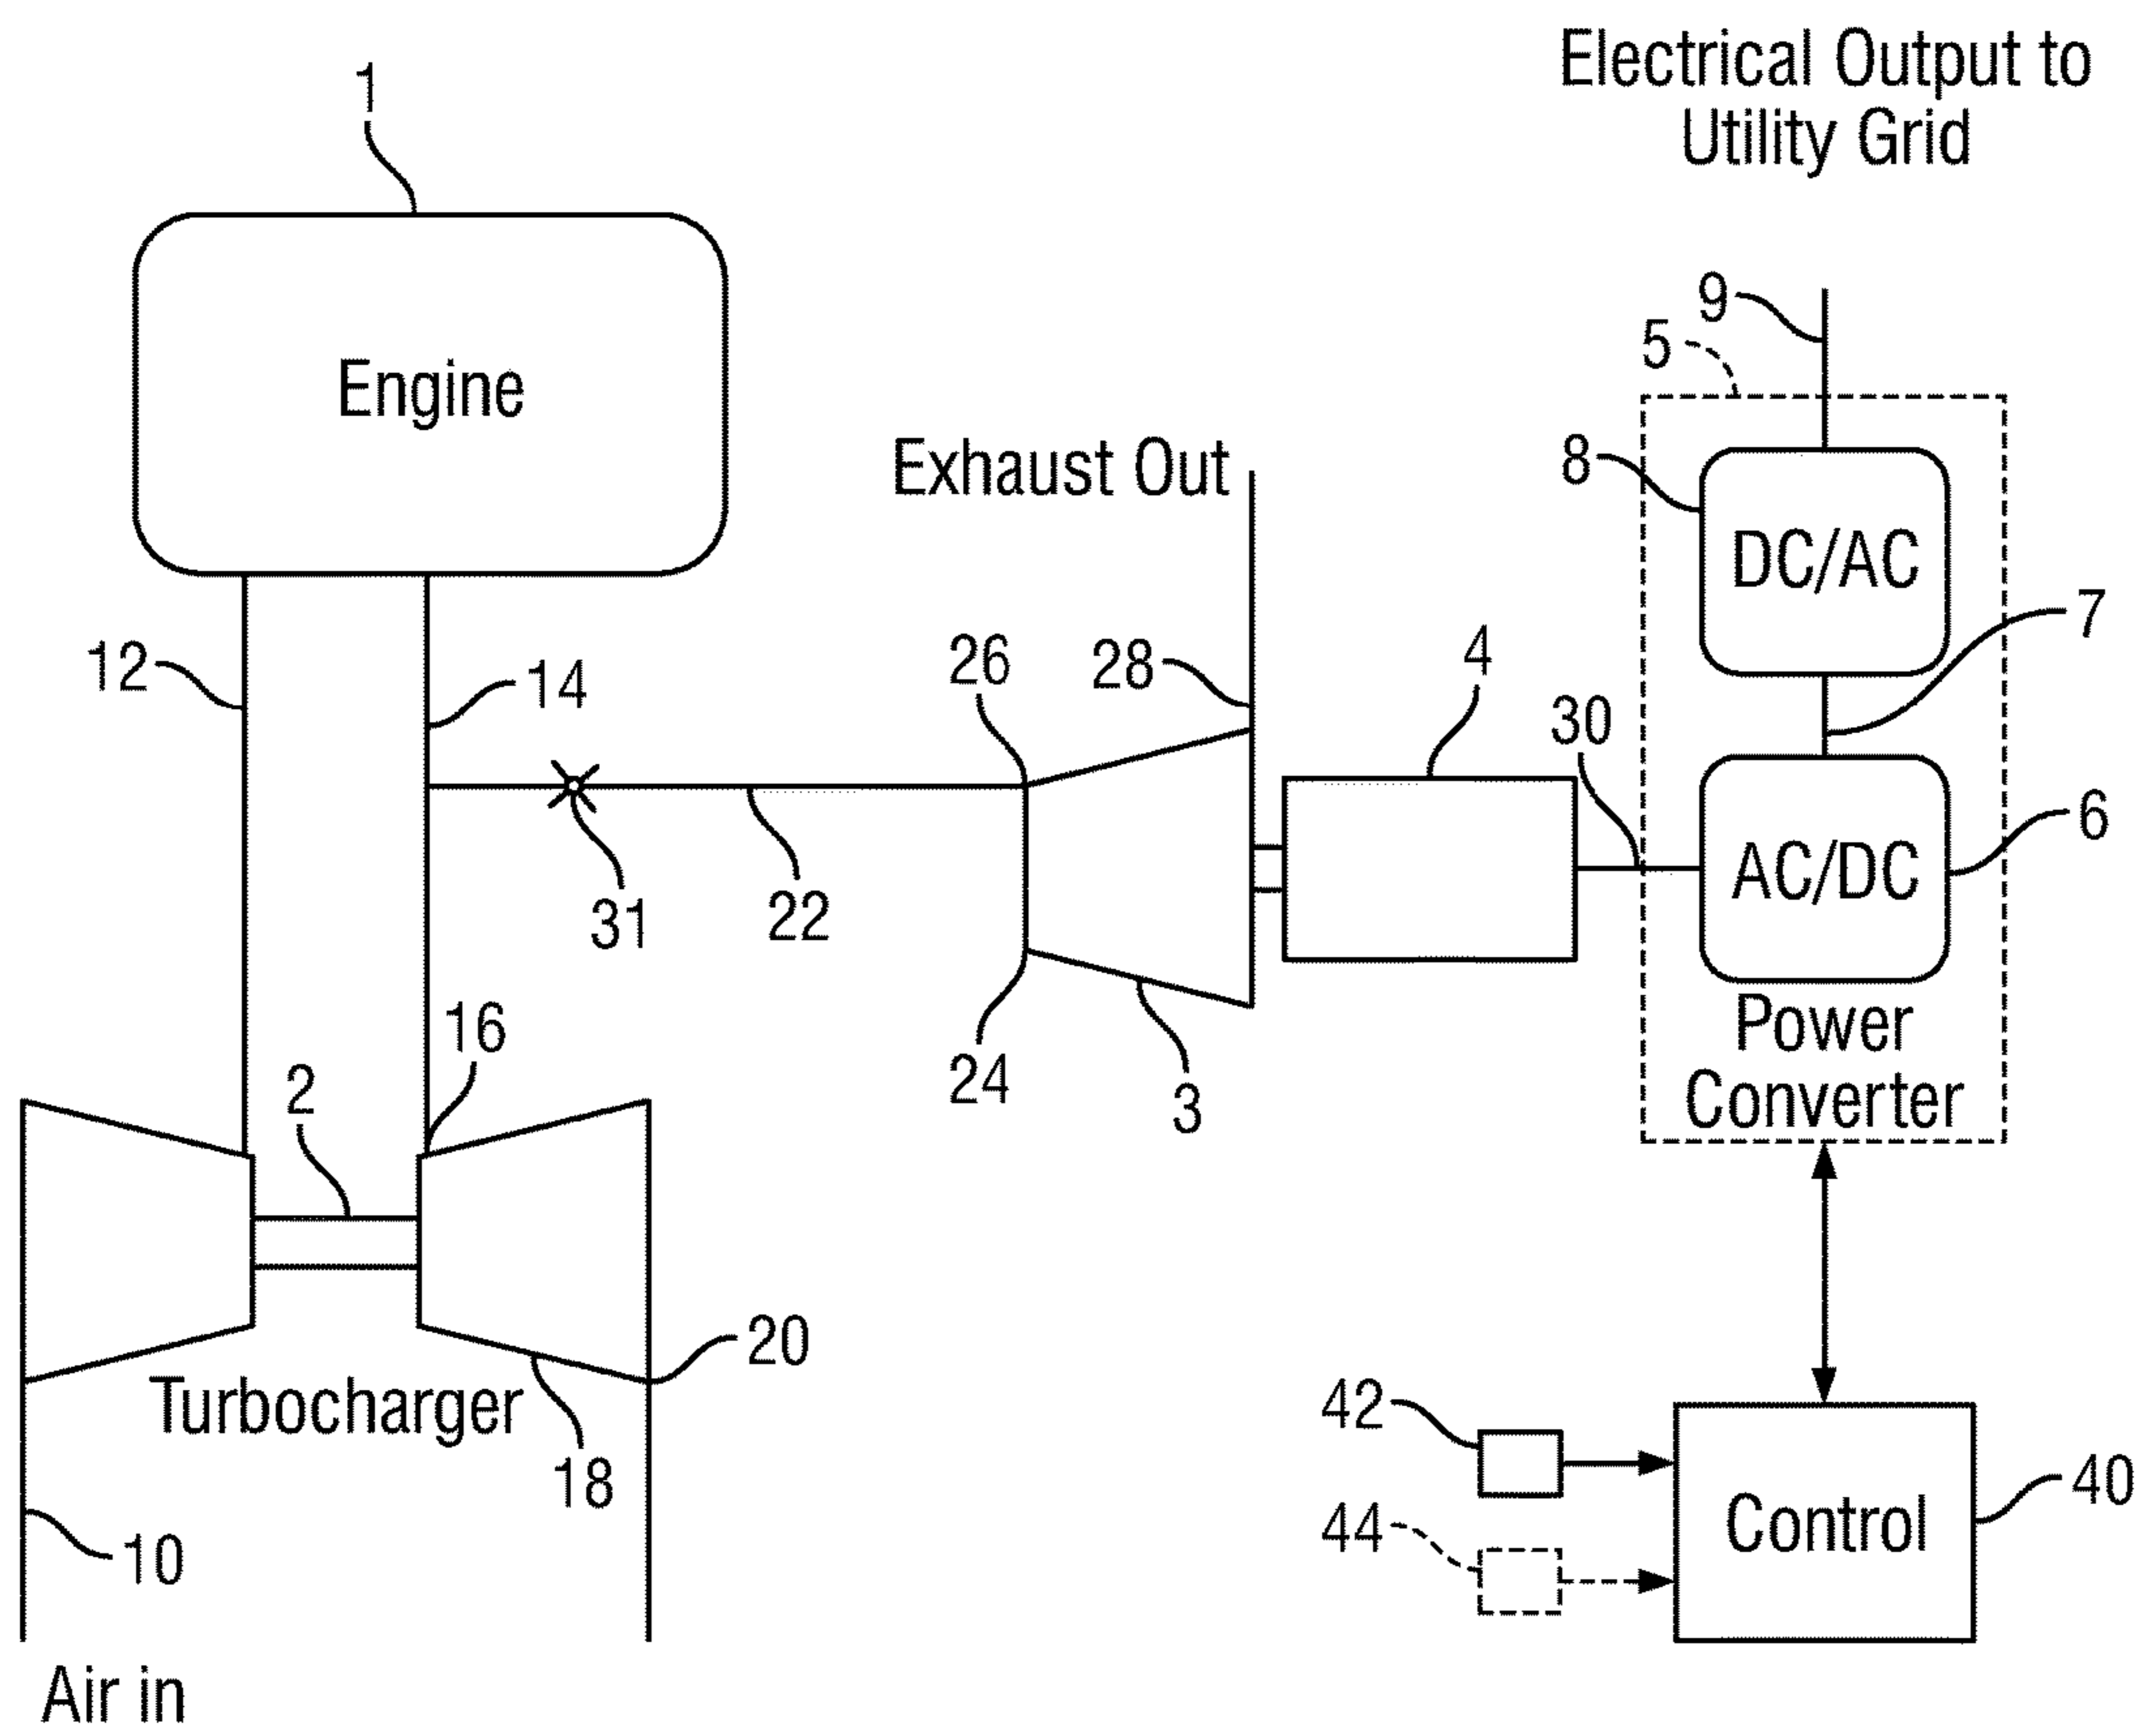 Electrical Output to
Utility Grid
1
Engine
9
5
8
DC/AC
Exhaust Out
7
12
14
26
28
4
30
6
AC/DC
31
22
16
24
3
Power
Converter
2
20
Turbocharger
18
42
44
40
Control
10
Air in